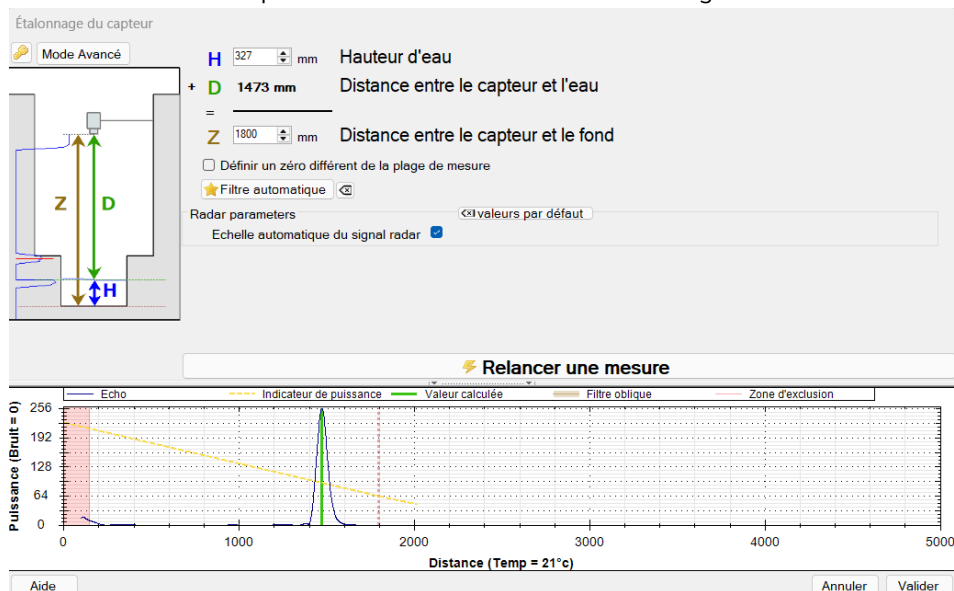 Étalonnage du capteur
Mode Avancé
H 327 mm Hauteur d'eau
+ D 1473 mm Distance entre le capteur et l'eau
=
Z 1800 mm Distance entre le capteur et le fond
Définir un zéro différent de la plage de mesure
Filtre automatique
Radar parameters
valeurs par défaut
Echelle automatique du signal radar
Z D
H
Relancer une mesure
Echo Indicateur de puissance Valeur calculée Filtre oblique Zone d'exclusion
Puissance (Bruit = 0)
256
192
128
64
0
0 1000 2000 3000 4000 5000
Distance (Temp = 21°c)
Aide Annuler Valider